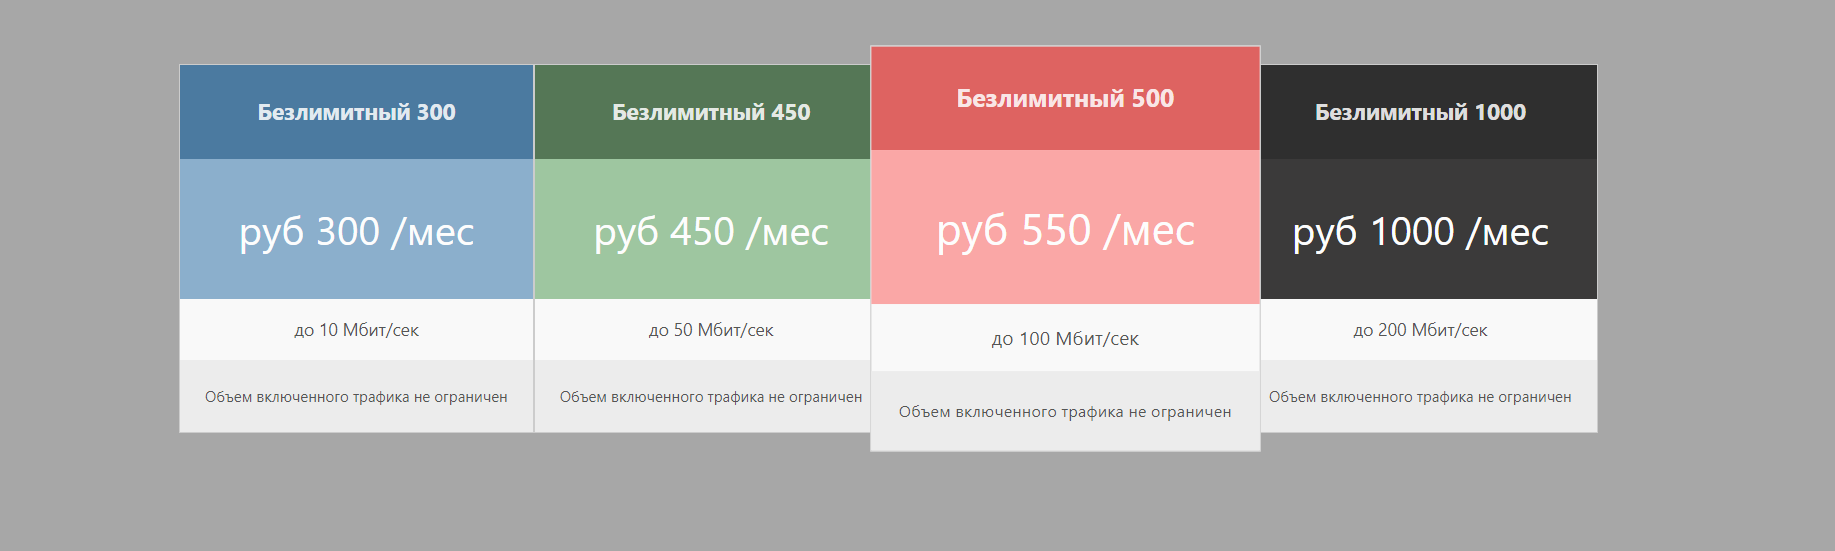 Безлимитный 300
руб 300 /мес
до 10 Мбит/сек
Объем включенного трафика не ограничен
Безлимитный 450
руб 450 /мес
до 50 Мбит/сек
Объем включенного трафика не ограничен
Безлимитный 500
руб 550 /мес
до 100 Мбит/сек
Объем включенного трафика не ограничен
Безлимитный 1000
руб 1000 /мес
до 200 Мбит/сек
Объем включенного трафика не ограничен